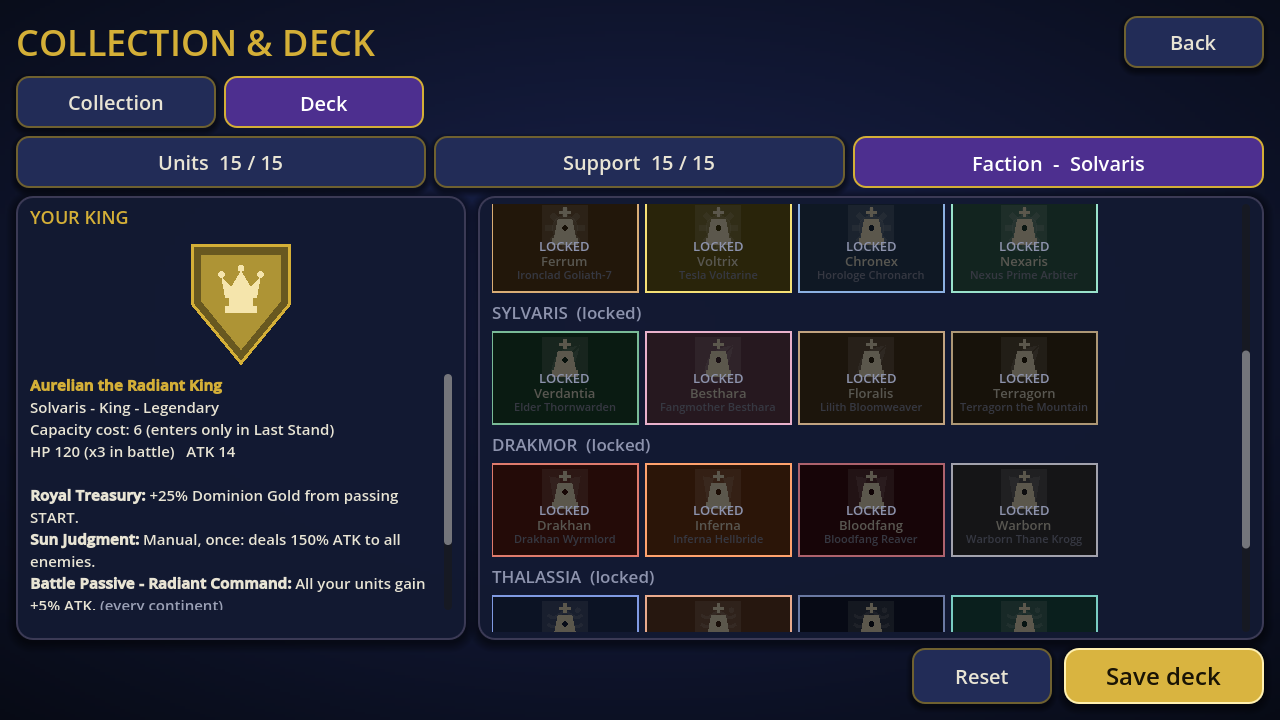 COLLECTION & DECK
Back
Collection
Deck
Units 15 / 15
Support 15 / 15
Faction - Solvaris
YOUR KING
Aurelian the Radiant King
Solvaris - King - Legendary
Capacity cost: 6 (enters only in Last Stand)
HP 120 (x3 in battle) ATK 14
Royal Treasury: +25% Dominion Gold from passing
START.
Sun Judgment: Manual, once: deals 150% ATK to all
enemies.
Battle Passive - Radiant Command: All your units gain
+5% ATK. (every continent)
LOCKED
Ferrum
Ironclad Goliath-7
LOCKED
Voltrix
Tesla Voltarine
LOCKED
Chronex
Horologe Chronarch
LOCKED
Nexaris
Nexus Prime Arbiter
SYLVARIS (locked)
LOCKED
Verdantia
Elder Thornwarden
LOCKED
Besthara
Fangmother Besthara
LOCKED
Floralis
Lilith Bloomweaver
LOCKED
Terragorn
Terragorn the Mountain
DRAKMOR (locked)
LOCKED
Drakhan
Drakhan Wyrmlord
LOCKED
Inferna
Inferna Hellbride
LOCKED
Bloodfang
Bloodfang Reaver
LOCKED
Warborn
Warborn Thane Krogg
THALASSIA (locked)
Reset
Save deck